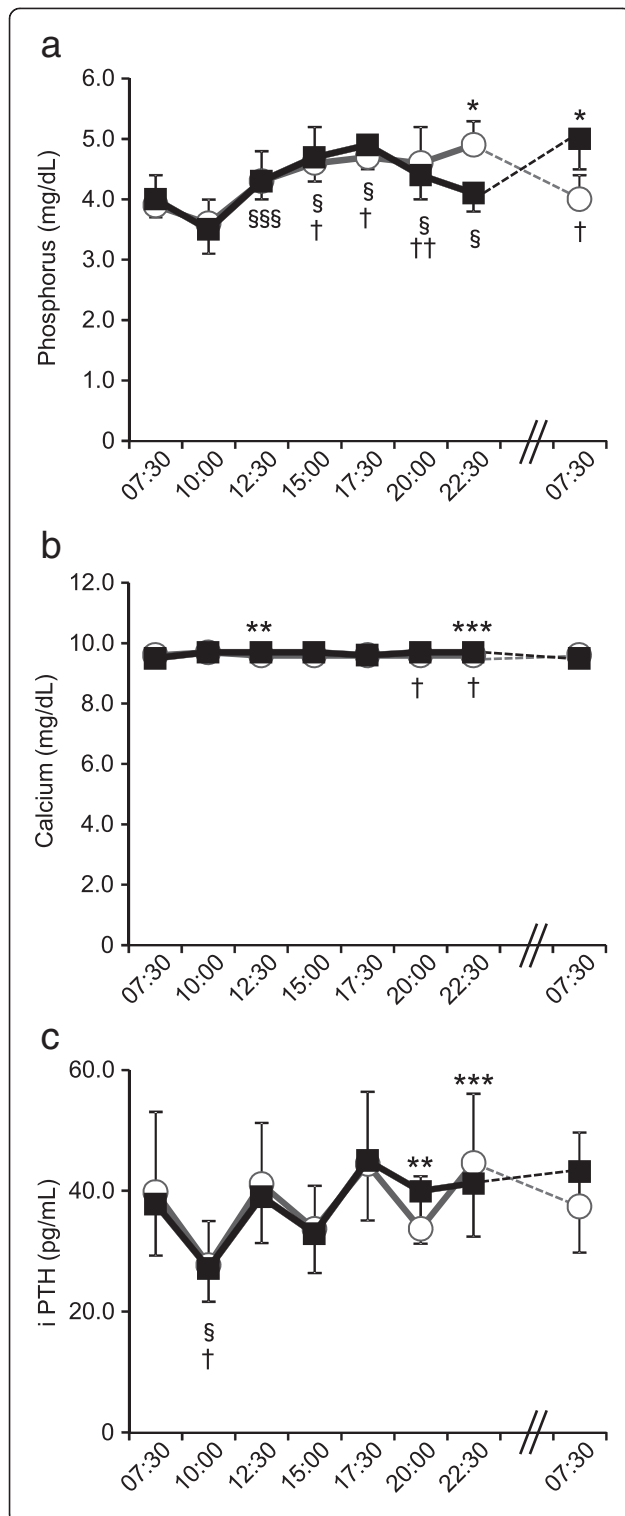 a
6.0
5.0
4.0
3.0
2.0
1.0
0
Phosphorus (mg/dL)
* *
§§§ § § § § †
† † ††
07:30 10:00 12:30 15:00 17:30 20:00 22:30 // 07:30
b
12.0
10.0
8.0
6.0
4.0
2.0
0
Calcium (mg/dL)
** ***
† †
07:30 10:00 12:30 15:00 17:30 20:00 22:30 // 07:30
c
60.0
40.0
20.0
0
i PTH (pg/mL)
** ***
§
†
07:30 10:00 12:30 15:00 17:30 20:00 22:30 // 07:30